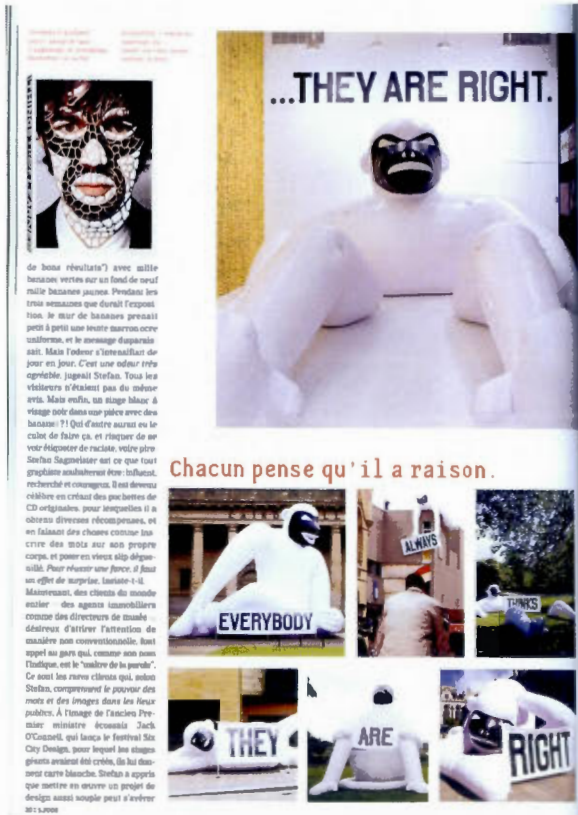 ...THEY ARE RIGHT.
de bons résultats") avec mille
bananes vertes sur un fond de neuf
mille bananes jaunes. Pendant les
trois semaines que durait l'exposi-
tion, le mur de bananes prenait
petit à petit une teinte marron ocre
uniforme, et le message disparais-
sait. Mais l'odeur s'intensifiait de
jour en jour. C'est une odeur très
agréable, jugeait Stefan. Tous les
visiteurs n'étaient pas du même
avis. Mais enfin, un singe blanc à
visage noir dans une pièce avec des
bananes ?! Qui d'autre aurait eu le
culot de faire ça, et risquer de se
voir étiqueter de raciste, voire pire
Stefan Sagmeister est ce que tout
graphiste souhaiterait être : influent,
recherché et courageux. Il est devenu
célèbre en créant des pochettes de
CD originales, pour lesquelles il a
obtenu diverses récompenses, et
en faisant des choses comme ins-
crire des mots sur son propre
corps, et poser en vieux slip dégue-
nillé. Pour réussir une farce, il faut
un effet de surprise, insiste-t-il.
Maintenant, des clients du monde
entier des agents immobiliers
comme des directeurs de musée
désireux d'attirer l'attention de
manière non conventionnelle, font
appel au gars qui, comme son nom
l'indique, est le "maître de la parole".
Ce sont les rares clients qui, selon
Stefan, comprennent le pouvoir des
mots et des images dans les lieux
publics. À l'image de l'ancien Pre-
mier ministre écossais Jack
O'Connell, qui lança le festival Six
City Design, pour lequel les singes
géants avaient été créés, ils lui don-
nent carte blanche. Stefan a appris
que mettre en œuvre un projet de
design aussi souple peut s'avérer
Chacun pense qu'il a raison.
EVERYBODY
ALWAYS
THINKS
THEY
ARE
RIGHT